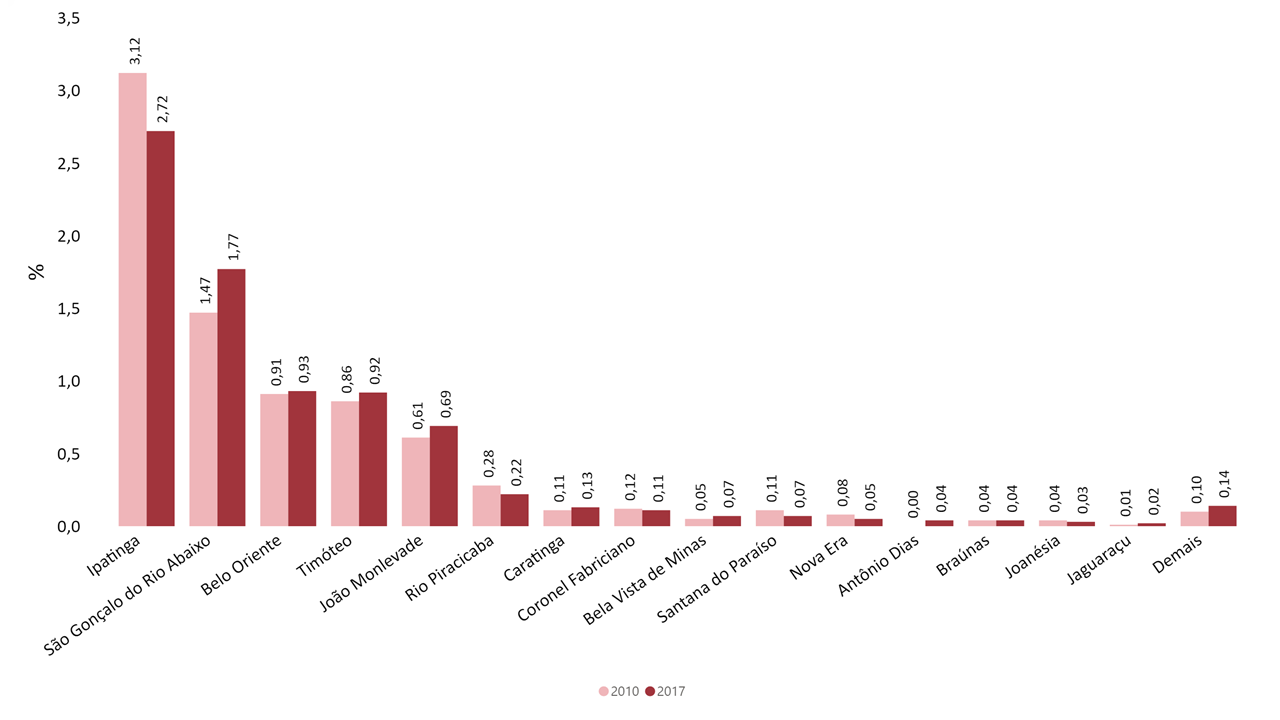 3,5
3,0
2,5
2,0
1,5
1,0
0,5
0,0
%
3,12
2,72
1,47
1,77
0,91
0,93
0,86
0,92
0,61
0,69
0,28
0,22
0,11
0,13
0,12
0,11
0,05
0,07
0,11
0,07
0,08
0,05
0,00
0,04
0,04
0,04
0,04
0,03
0,01
0,02
0,10
0,14
Ipatinga
São Gonçalo do Rio Abaixo
Belo Oriente
Timóteo
João Monlevade
Rio Piracicaba
Caratinga
Coronel Fabriciano
Bela Vista de Minas
Santana do Paraíso
Nova Era
Antônio Dias
Braúnas
Joanésia
Jaguaraçu
Demais
2010 2017